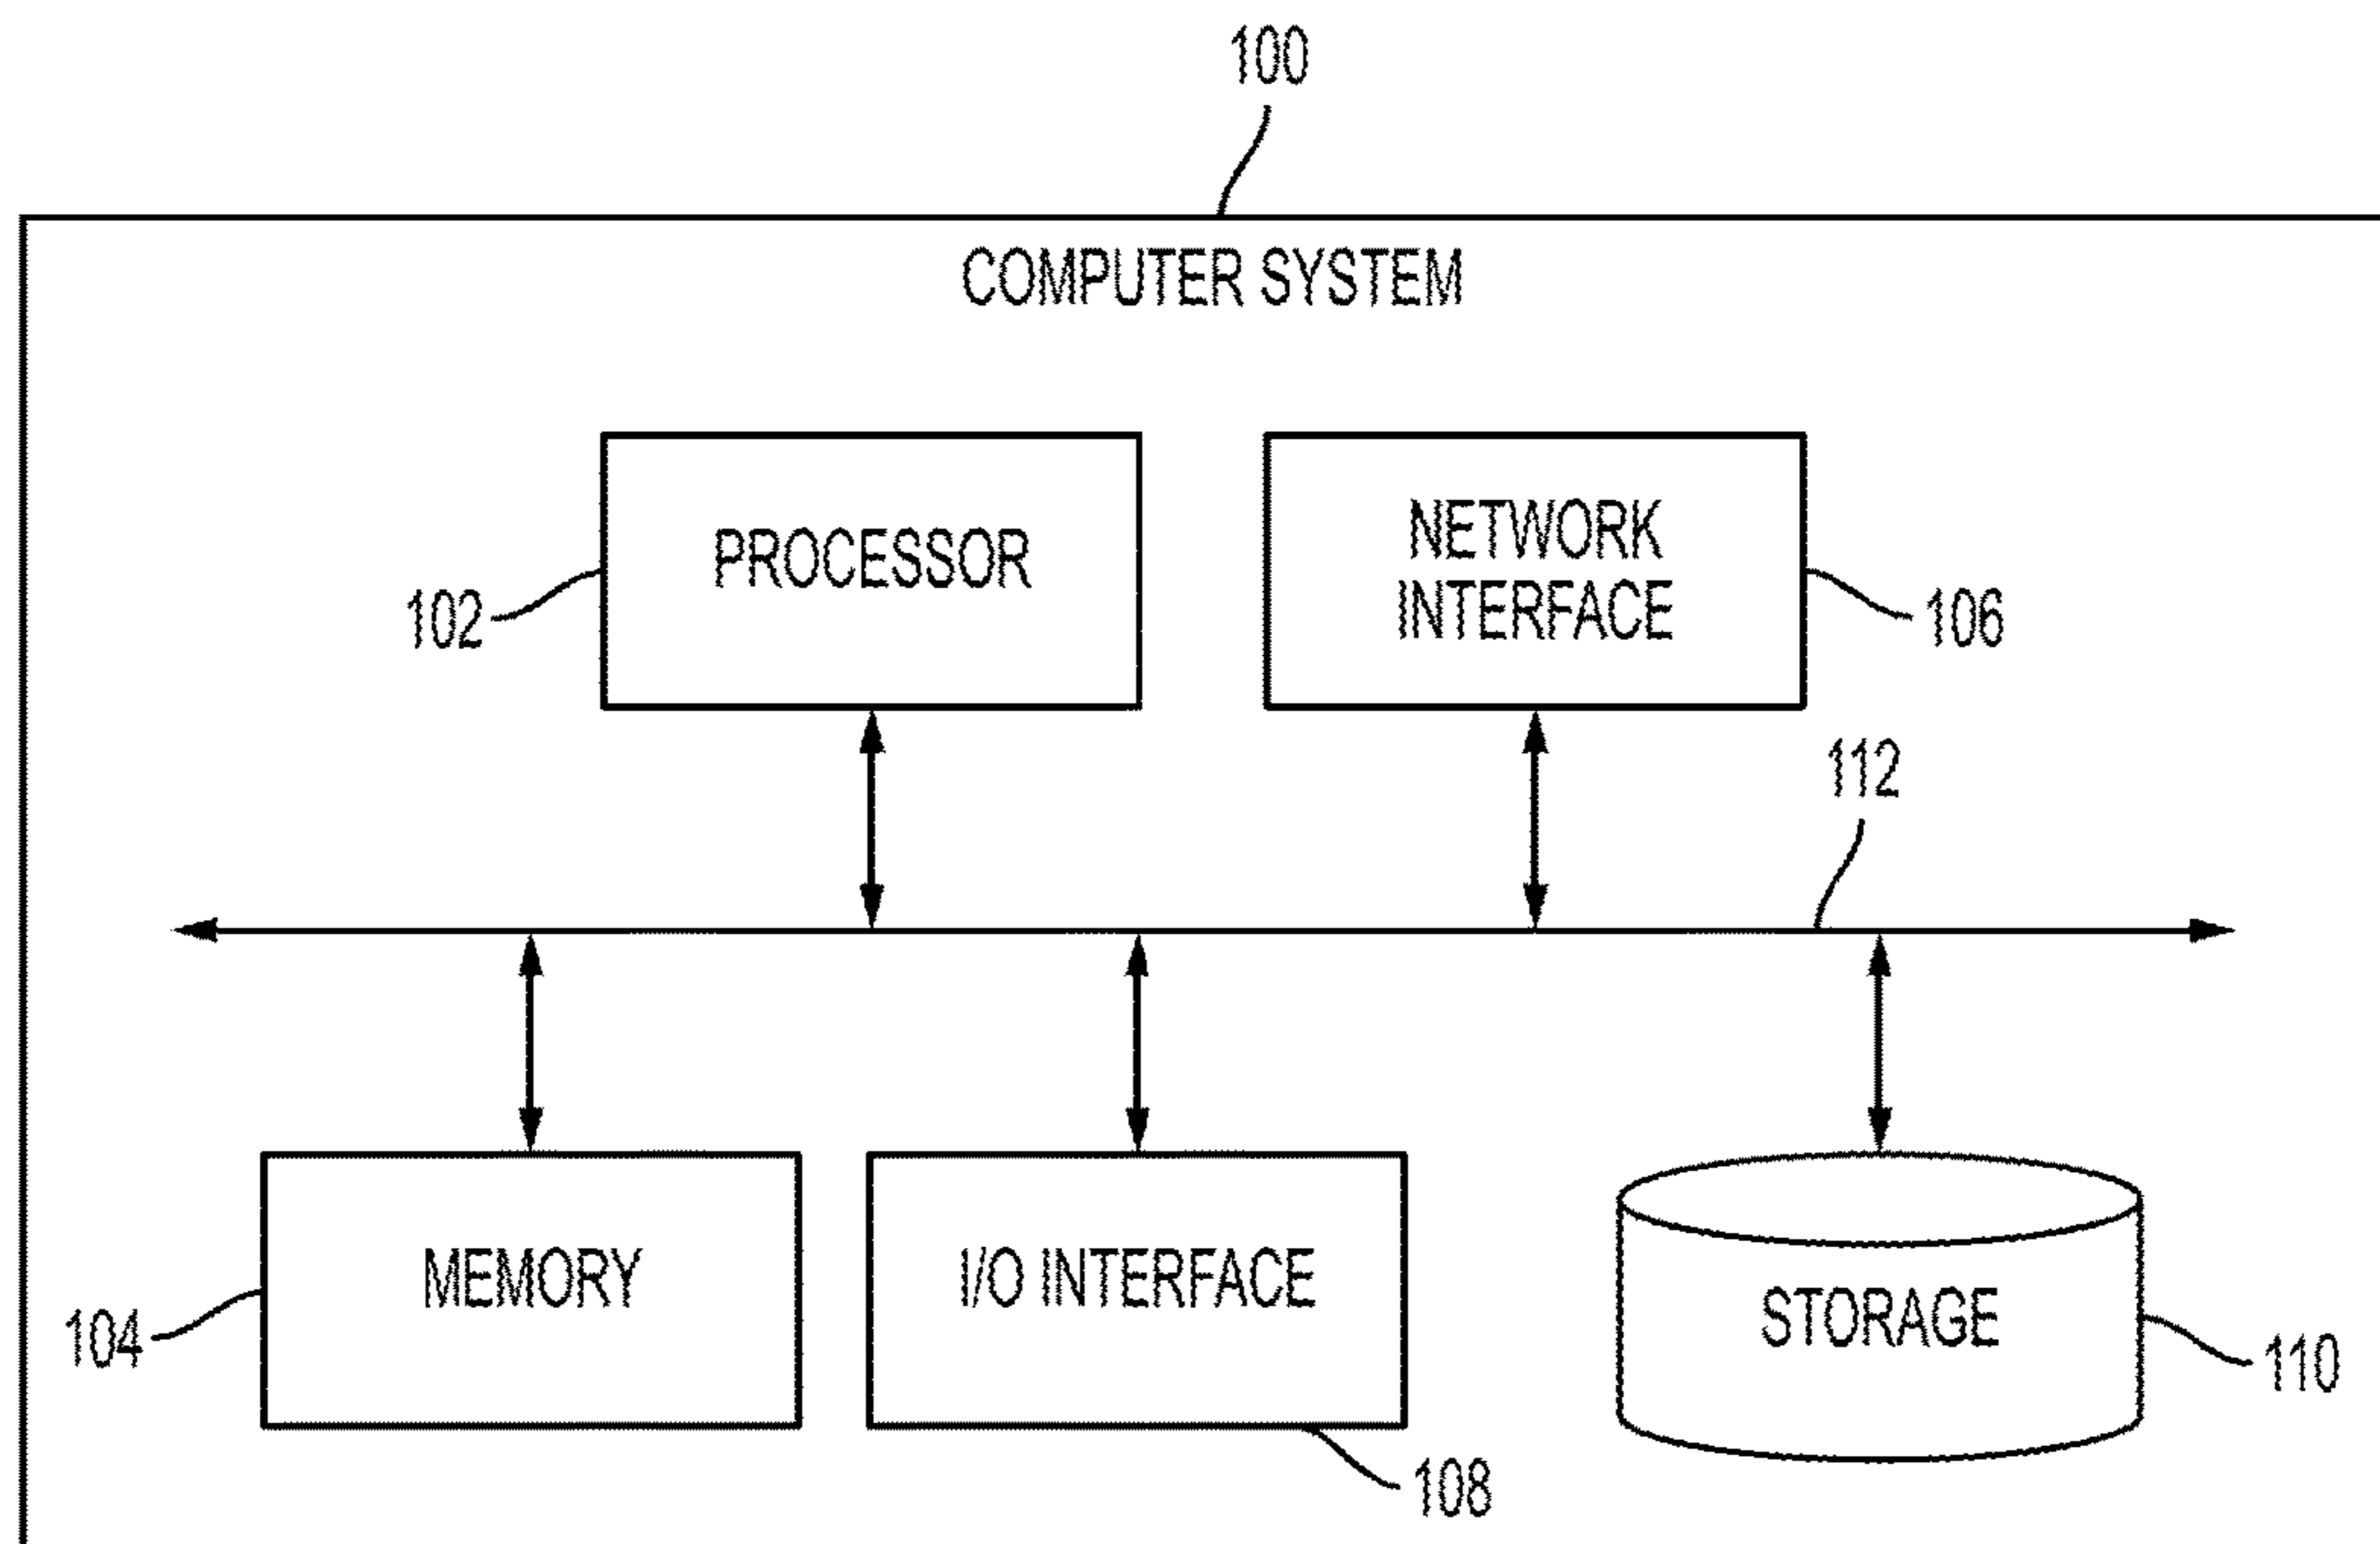 100
COMPUTER SYSTEM
PROCESSOR
NETWORK
INTERFACE
102
106
112
MEMORY
I/O INTERFACE
STORAGE
104
110
108